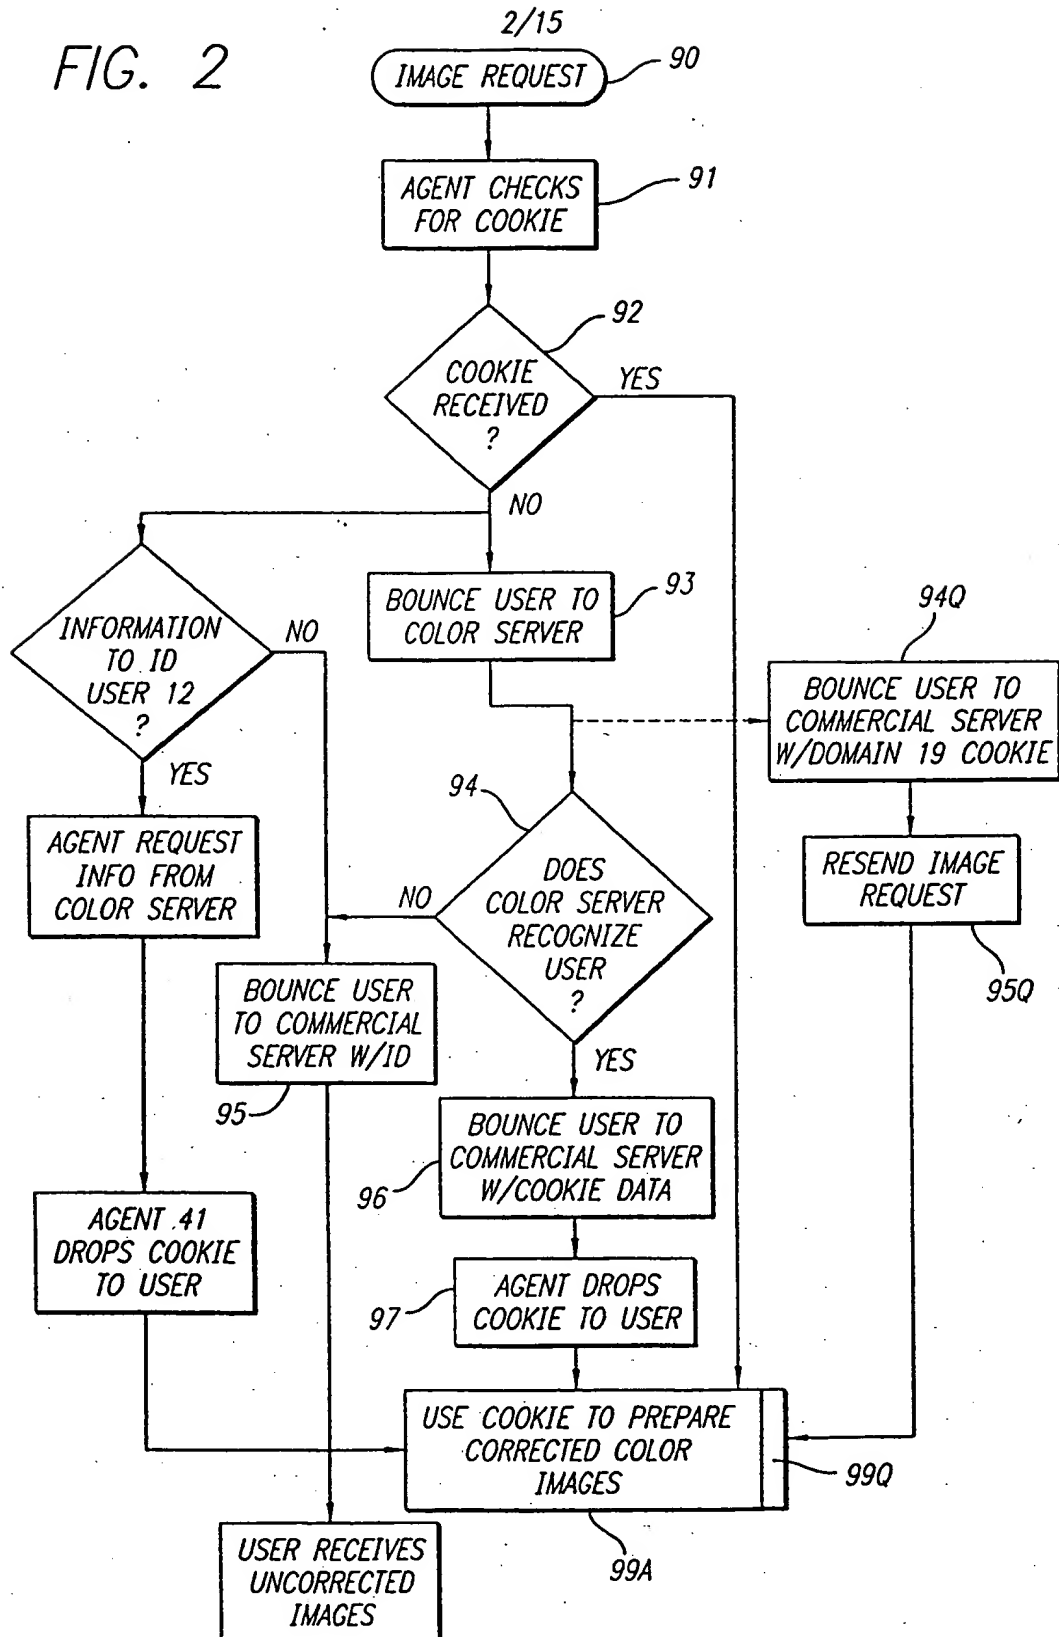 2/15
FIG. 2
IMAGE REQUEST
90
AGENT CHECKS
FOR COOKIE
91
92
COOKIE
RECEIVED
?
YES
NO
INFORMATION
TO ID
USER 12
?
NO
YES
BOUNCE USER TO
COLOR SERVER
93
94Q
BOUNCE USER TO
COMMERCIAL SERVER
W/DOMAIN 19 COOKIE
94
DOES
COLOR SERVER
RECOGNIZE
USER
?
NO
YES
AGENT REQUEST
INFO FROM
COLOR SERVER
RESEND IMAGE
REQUEST
95Q
BOUNCE USER
TO COMMERCIAL
SERVER W/ID
95
BOUNCE USER TO
COMMERCIAL SERVER
W/COOKIE DATA
96
AGENT 41
DROPS COOKIE
TO USER
AGENT DROPS
COOKIE TO USER
97
USE COOKIE TO PREPARE
CORRECTED COLOR
IMAGES
99Q
99A
USER RECEIVES
UNCORRECTED
IMAGES